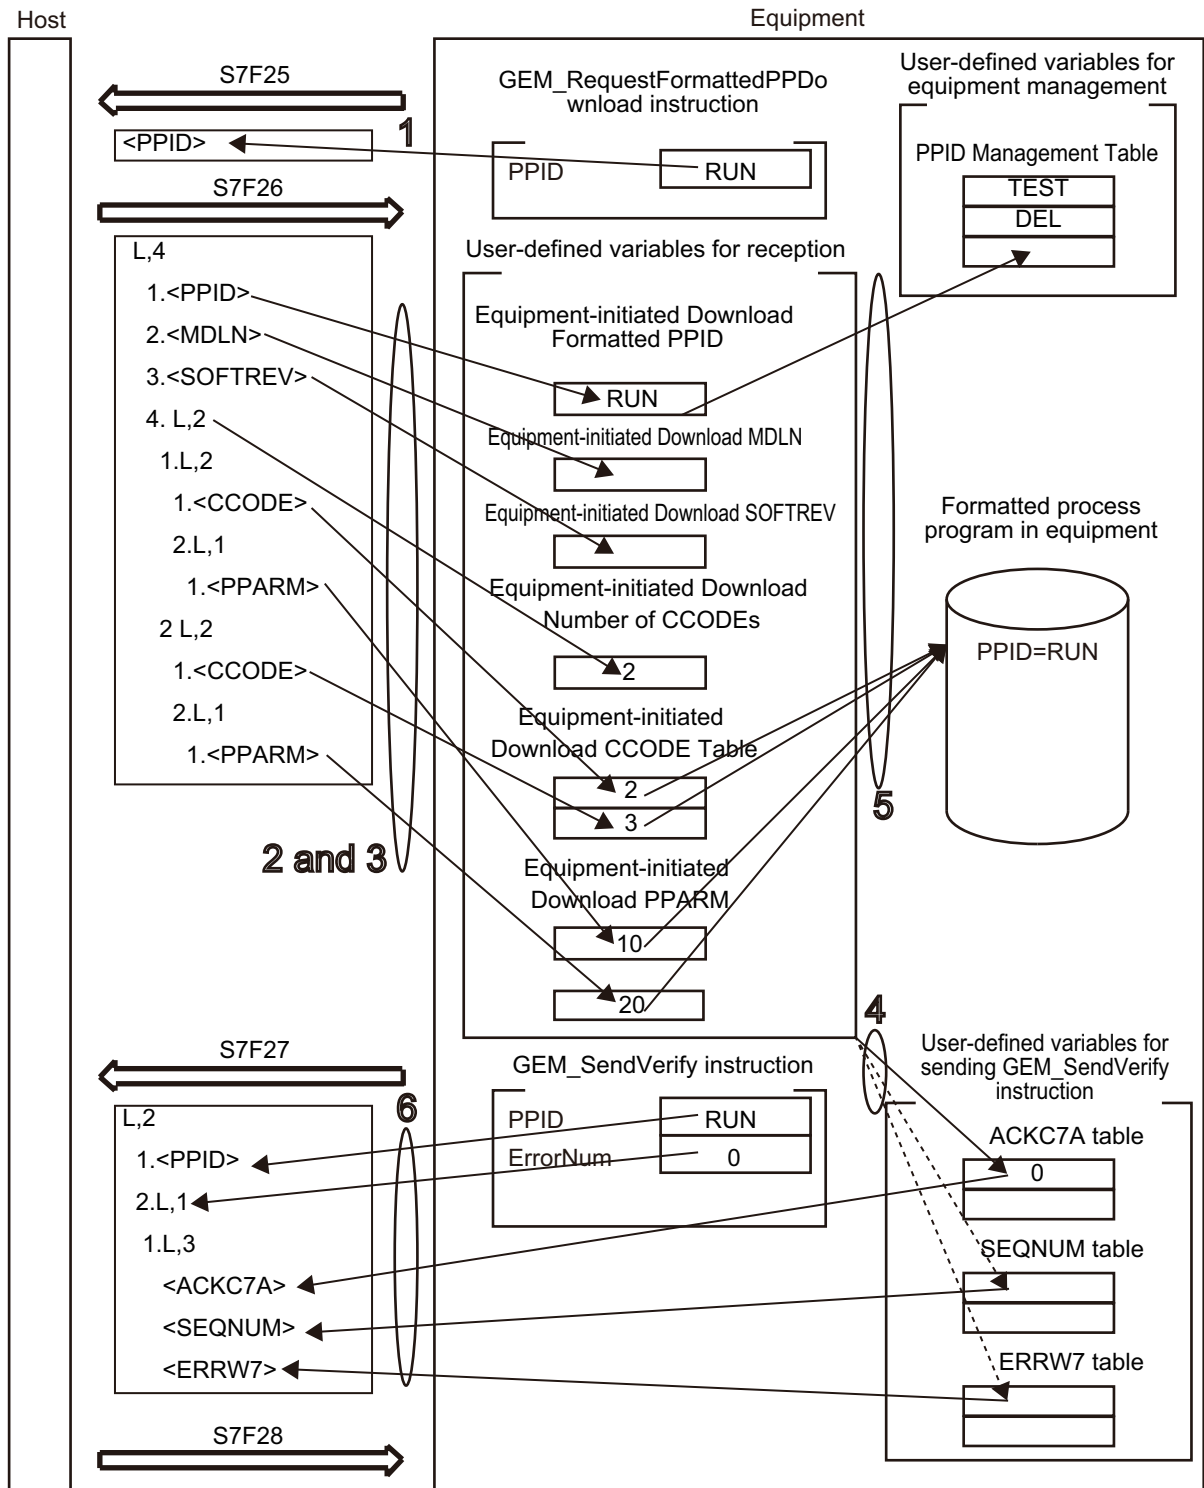 Host
Equipment
S7F25
1
<PPID>
GEM_RequestFormattedPPDo
wnload instruction
PPID
RUN
User-defined variables for
equipment management
PPID Management Table
TEST
DEL
S7F26
L,4
1.<PPID>
2.<MDLN>
3.<SOFTREV>
4. L,2
1.L,2
1.<CCODE>
2.L,1
1.<PPARM>
2 L,2
1.<CCODE>
2.L,1
1.<PPARM>
2 and 3
User-defined variables for reception
Equipment-initiated Download
Formatted PPID
RUN
Equipment-initiated Download MDLN
Equipment-initiated Download SOFTREV
Equipment-initiated Download
Number of CCODEs
2
Equipment-initiated
Download CCODE Table
2
3
Equipment-initiated
Download PPARM
10
20
5
Formatted process
program in equipment
PPID=RUN
4
S7F27
6
L,2
1.<PPID>
2.L,1
1.L,3
<ACKC7A>
<SEQNUM>
<ERRW7>
GEM_SendVerify instruction
PPID
RUN
ErrorNum
0
User-defined variables for
sending GEM_SendVerify
instruction
ACKC7A table
0
SEQNUM table
ERRW7 table
S7F28